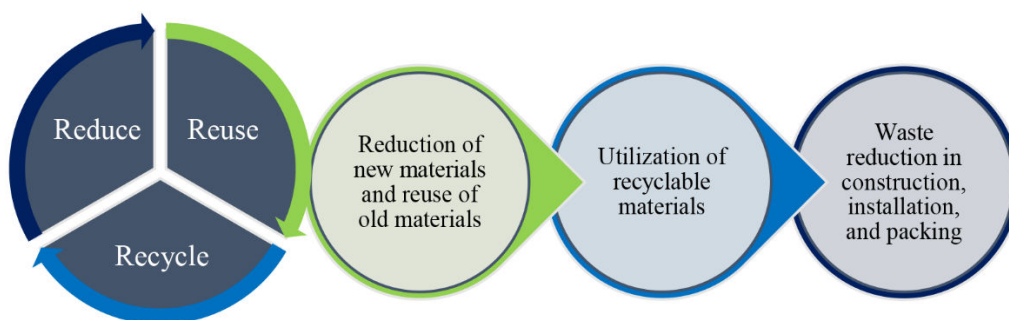 Reduce
Reuse
Recycle
Reduction of
new materials
and reuse of
old materials
Utilization of
recyclable
materials
Waste
reduction in
construction,
installation,
and packing